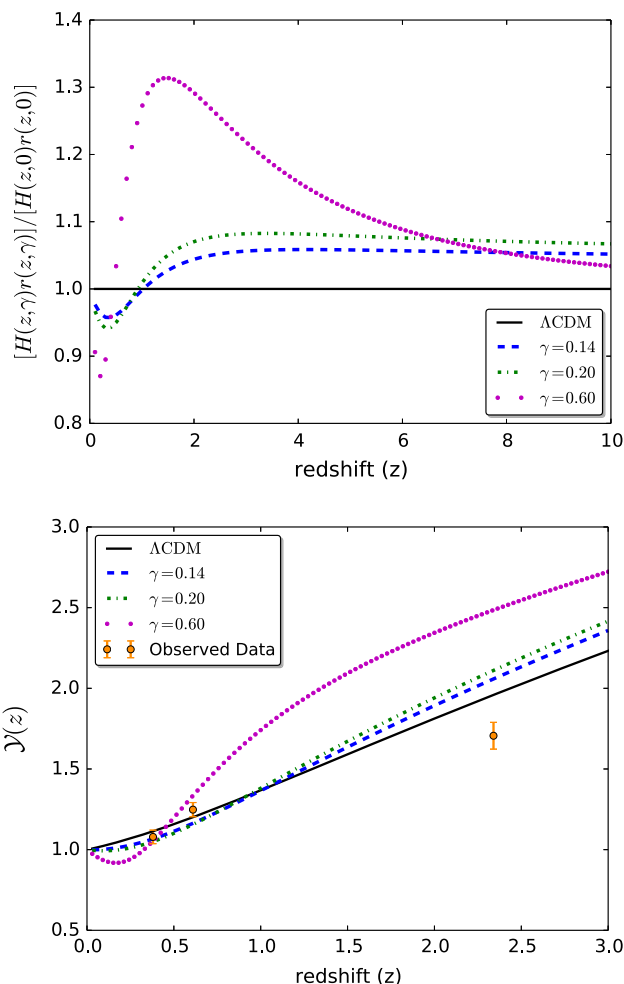 [H(z,γ)r(z,γ)]/[H(z,0)r(z,0)]
1.4
1.3
1.2
1.1
1.0
0.9
0.8
ΛCDM
γ=0.14
γ=0.20
γ=0.60
0 2 4 6 8 10
redshift (z)
𝒴(z)
3.0
2.5
2.0
1.5
1.0
0.5
ΛCDM
γ=0.14
γ=0.20
γ=0.60
Observed Data
0.0 0.5 1.0 1.5 2.0 2.5 3.0
redshift (z)